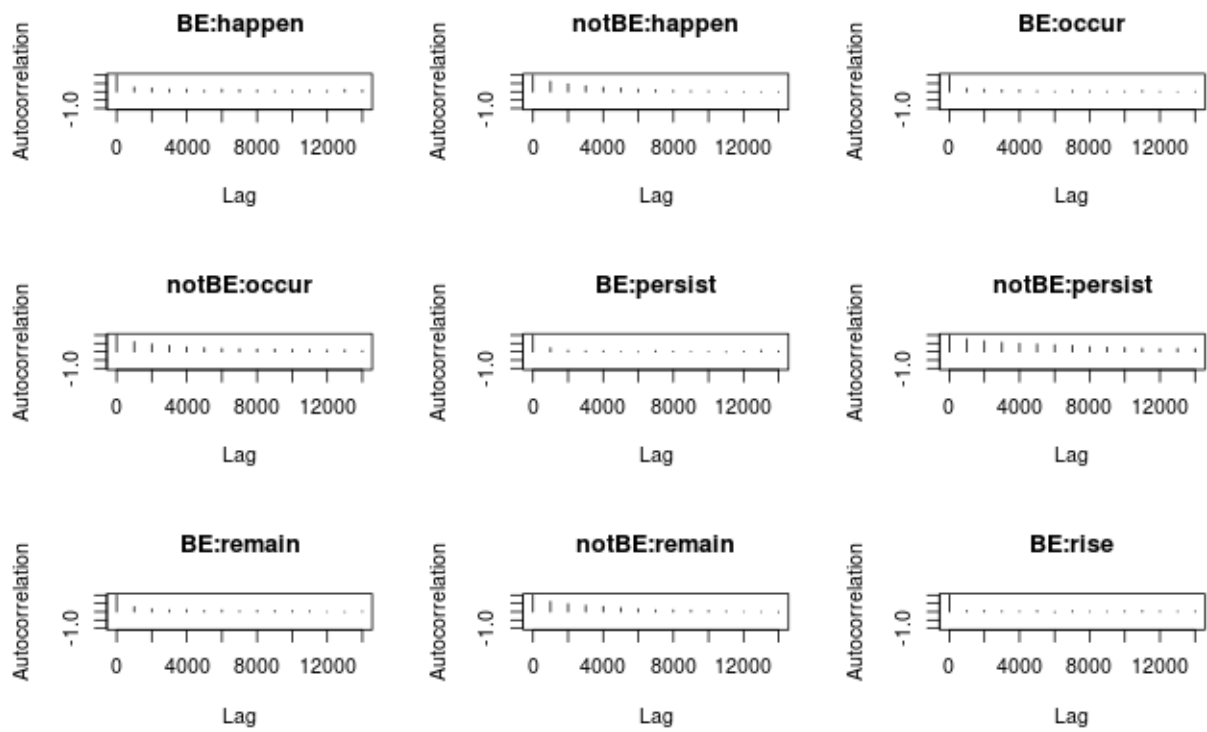 BE:happen
Autocorrelation
-1.0
0 4000 8000 12000
Lag
notBE:happen
Autocorrelation
-1.0
0 4000 8000 12000
Lag
BE:occur
Autocorrelation
-1.0
0 4000 8000 12000
Lag
notBE:occur
Autocorrelation
-1.0
0 4000 8000 12000
Lag
BE:persist
Autocorrelation
-1.0
0 4000 8000 12000
Lag
notBE:persist
Autocorrelation
-1.0
0 4000 8000 12000
Lag
BE:remain
Autocorrelation
-1.0
0 4000 8000 12000
Lag
notBE:remain
Autocorrelation
-1.0
0 4000 8000 12000
Lag
BE:rise
Autocorrelation
-1.0
0 4000 8000 12000
Lag